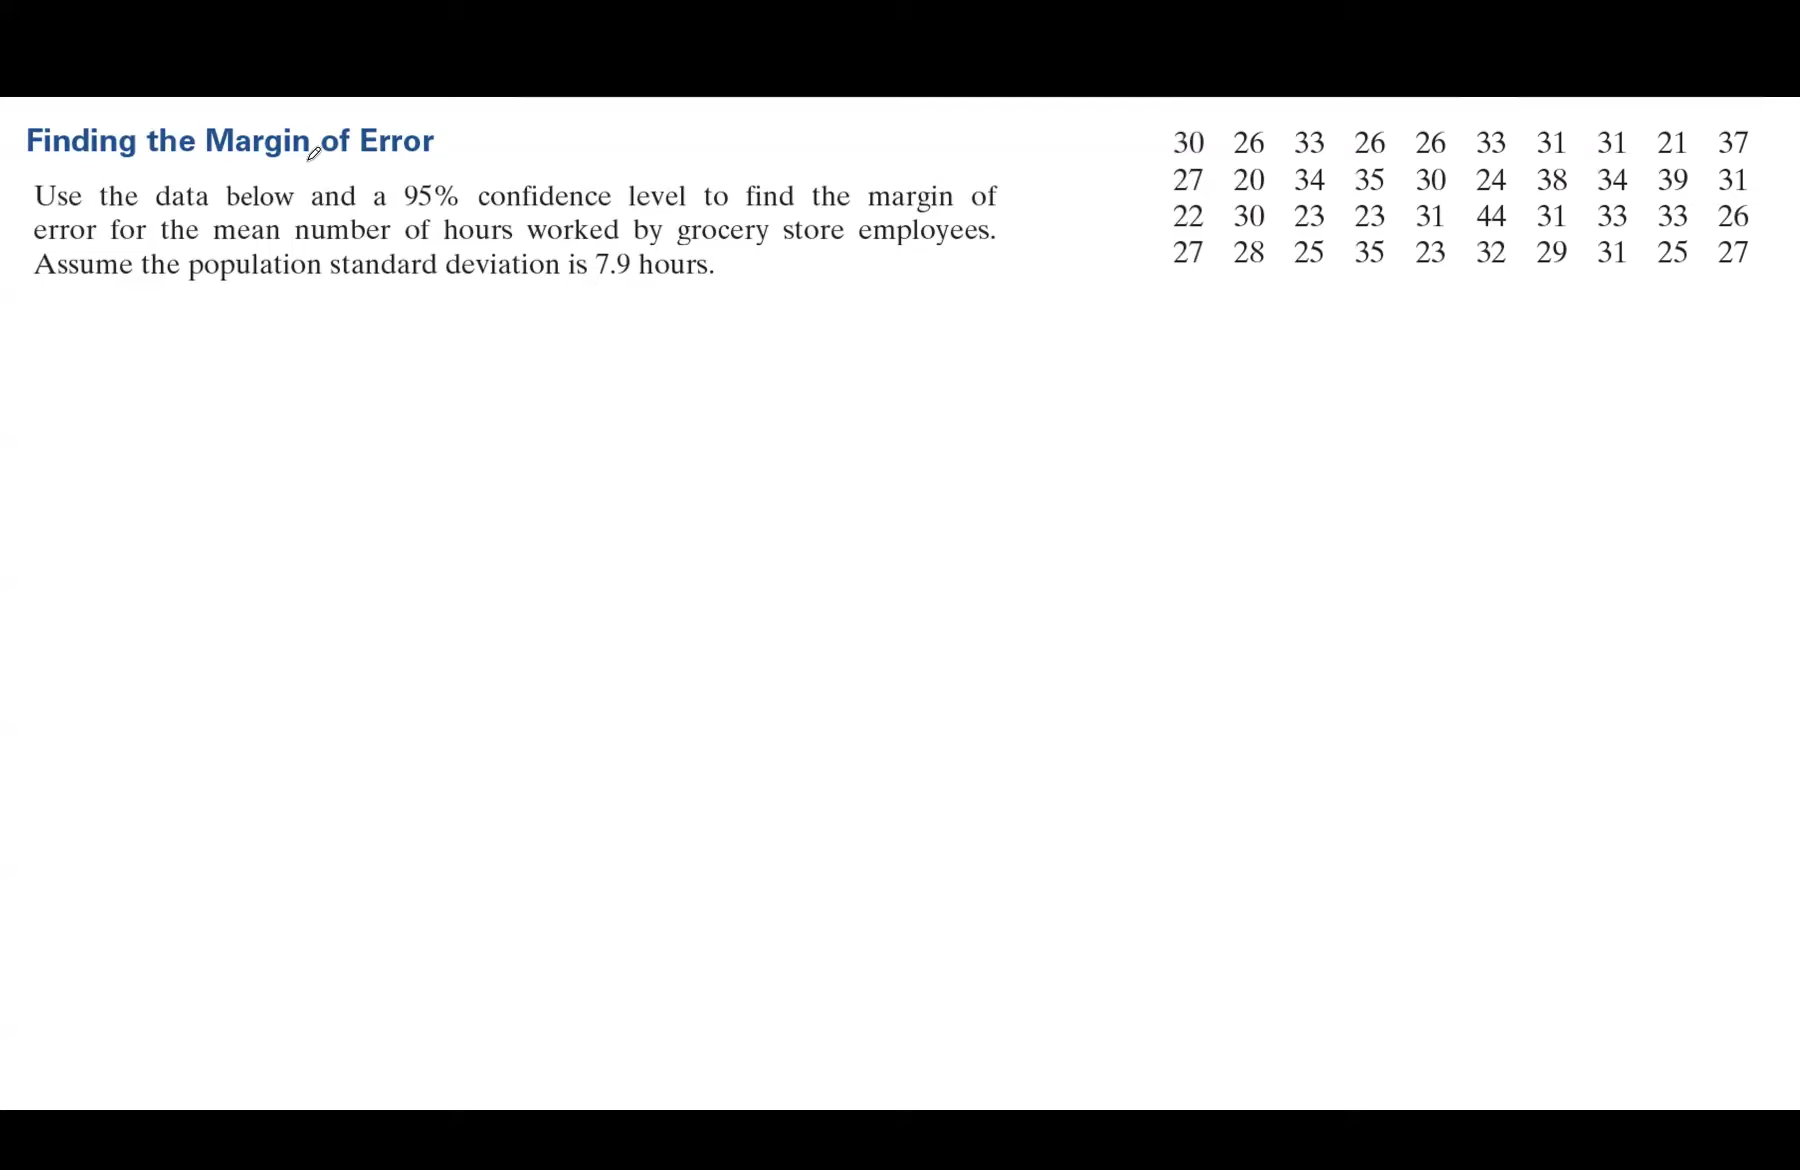 Finding the Margin of Error
Use the data below and a 95% confidence level to find the margin of
error for the mean number of hours worked by grocery store employees.
Assume the population standard deviation is 7.9 hours.
30 26 33 26 26 33 31 31 21 37
27 20 34 35 30 24 38 34 39 31
22 30 23 23 31 44 31 33 33 26
27 28 25 35 23 32 29 31 25 27